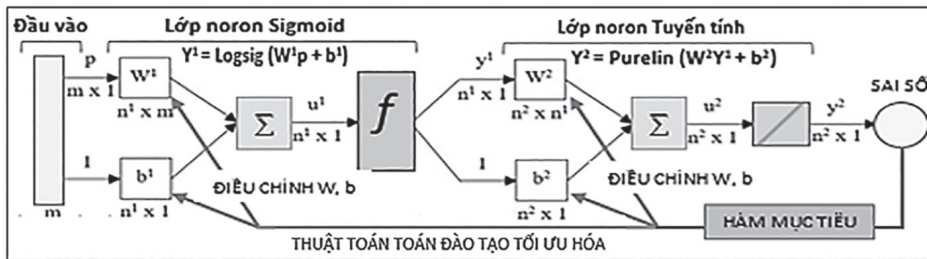 Đầu vào Lớp noron Sigmoid Lớp noron Tuyến tính
Y¹ = Logsig (W¹p + b¹) Y² = Purelin (W²Y¹ + b²)
p W¹ y¹ W² SAI SỐ
m x 1 n¹ x m u¹ f n¹ x 1 n² x n¹ u² y²
Σ n¹ x 1 Σ n² x 1 n² x 1
1 b¹ ĐIỀU CHỈNH W, b 1 b² ĐIỀU CHỈNH W, b
m n¹ x 1 n² x 1 HÀM MỤC TIÊU
THUẬT TOÁN TOÁN ĐÀO TẠO TỐI ƯU HÓA